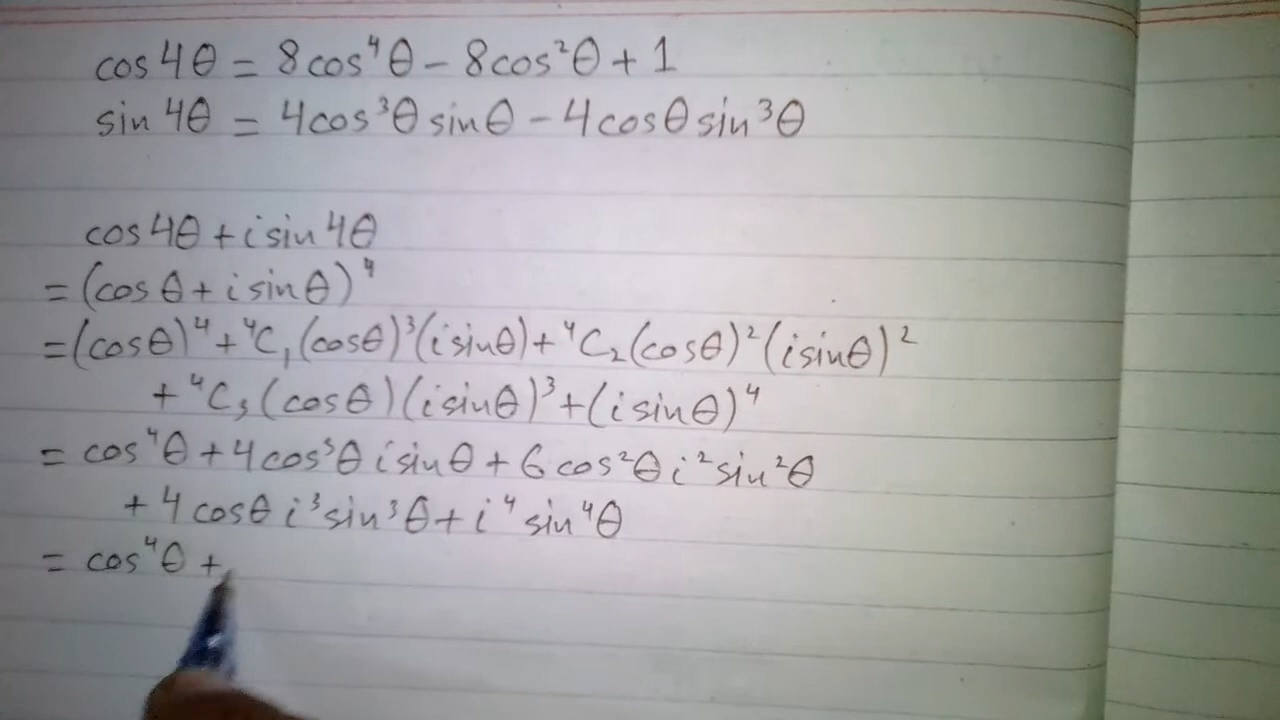 cos 4θ = 8cos⁴θ − 8cos²θ + 1
sin 4θ = 4cos³θ sinθ − 4cosθ sin³θ
cos 4θ + i sin 4θ
= (cos θ + i sin θ)⁴
= (cosθ)⁴ + ⁴C₁ (cosθ)³ (i sinθ) + ⁴C₂ (cosθ)² (i sinθ)²
+ ⁴C₃ (cosθ) (i sinθ)³ + (i sinθ)⁴
= cos⁴θ + 4 cos³θ i sinθ + 6 cos²θ i² sin²θ
+ 4 cosθ i³ sin³θ + i⁴ sin⁴θ
= cos⁴θ +